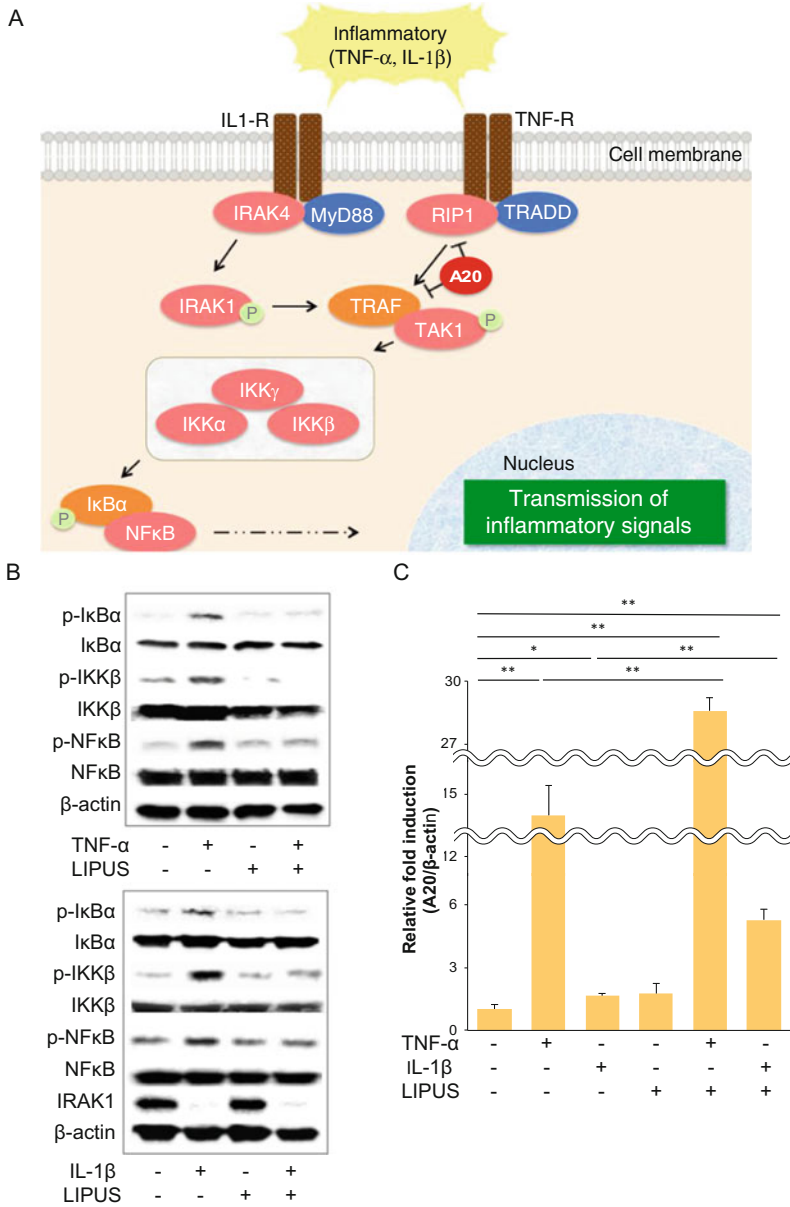 A
Inflammatory
(TNF-α, IL-1β)
IL1-R
TNF-R
Cell membrane
IRAK4
MyD88
RIP1
TRADD
A20
IRAK1
P
TRAF
TAK1
P
IKKγ
IKKα
IKKβ
Nucleus
Transmission of
inflammatory signals
IκBα
P
NFκB
B
p-IκBα
IκBα
p-IKKβ
IKKβ
p-NFκB
NFκB
β-actin
TNF-α - + - +
LIPUS - - + +
p-IκBα
IκBα
p-IKKβ
IKKβ
p-NFκB
NFκB
IRAK1
β-actin
IL-1β - + - +
LIPUS - - + +
C
**
**
* **
** **
30
27
15
12
6
3
0
Relative fold induction
(A20/β-actin)
TNF-α - + - - + -
IL-1β - - + - - +
LIPUS - - - + + +